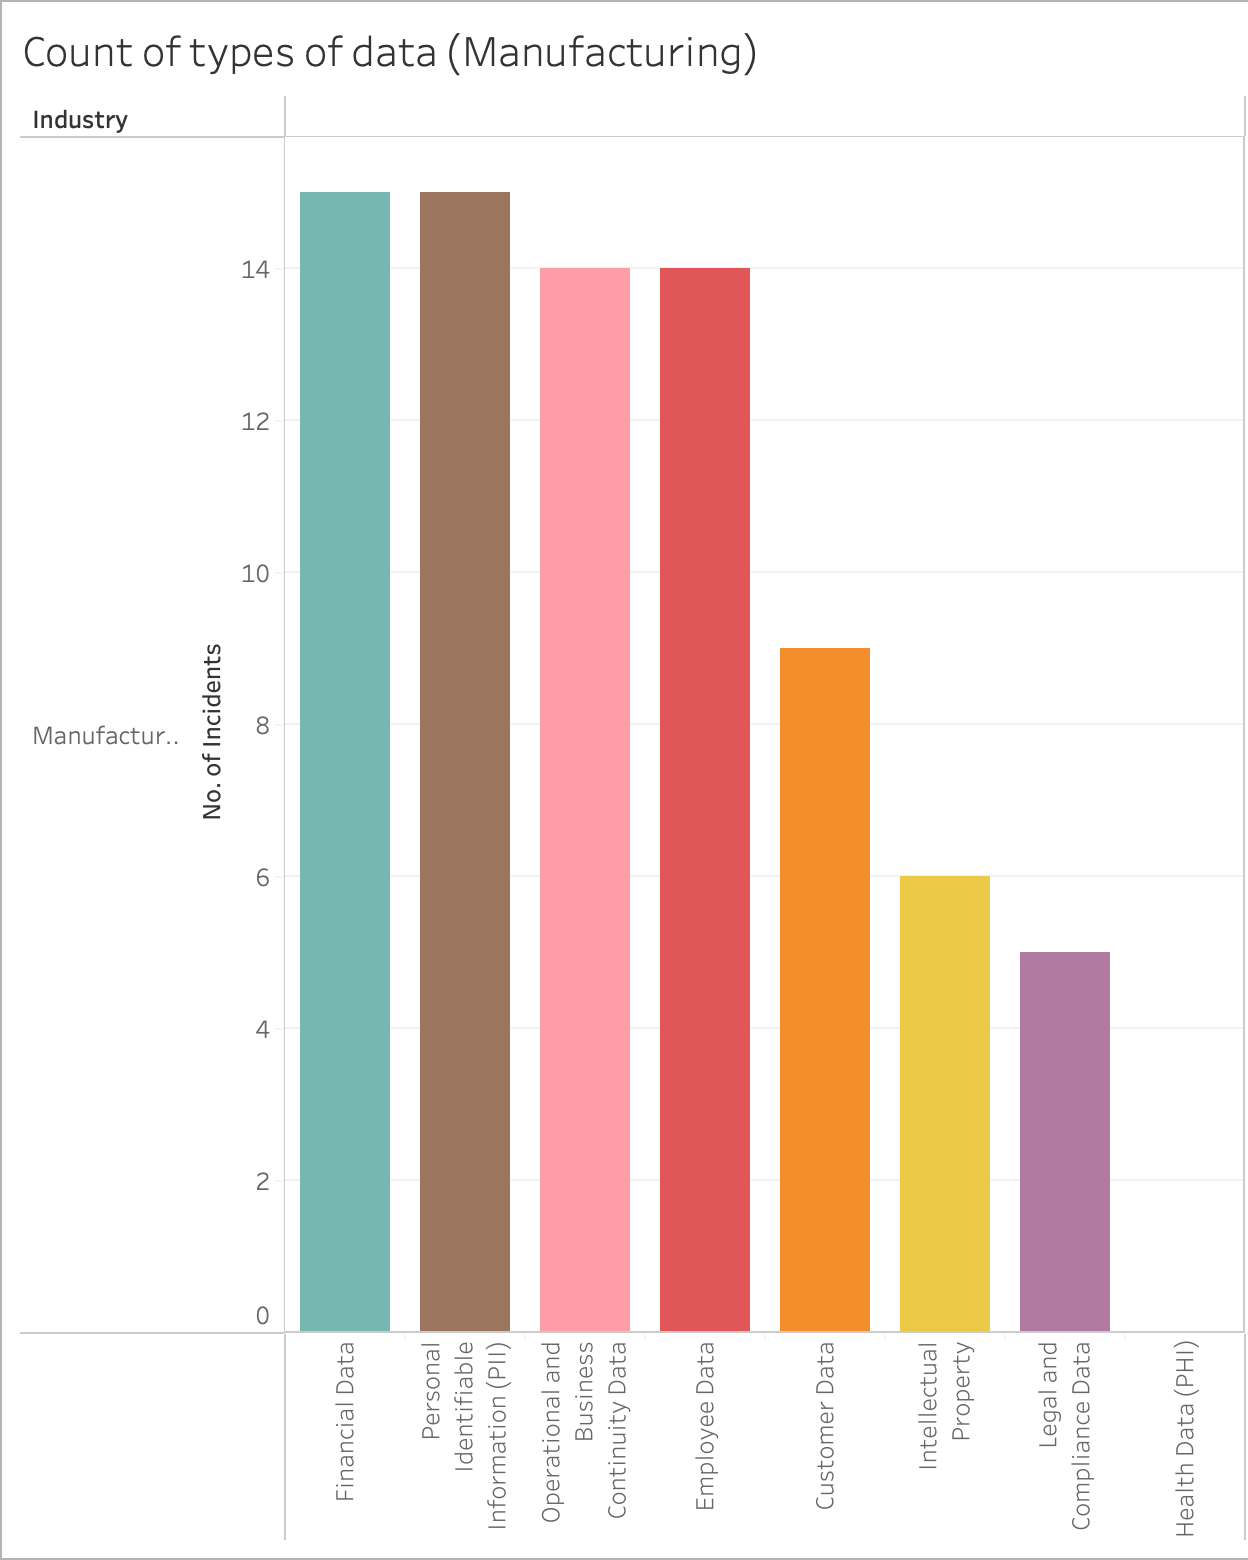 Count of types of data (Manufacturing)
Industry
Manufactur..
No. of Incidents
14
12
10
8
6
4
2
0
Financial Data
Personal
Identifiable
Information (PII)
Operational and
Business
Continuity Data
Employee Data
Customer Data
Intellectual
Property
Legal and
Compliance Data
Health Data (PHI)